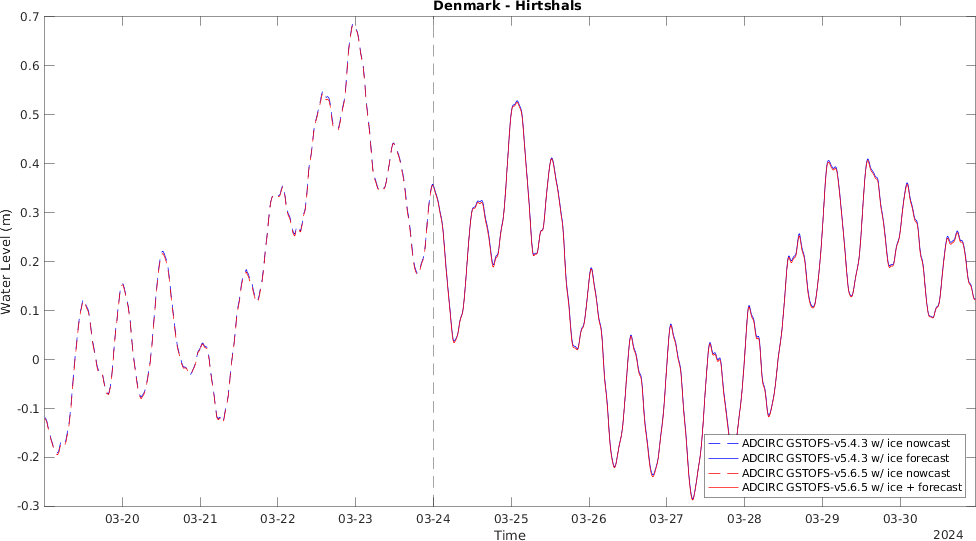 Denmark - Hirtshals
0.7
0.6
0.5
0.4
0.3
0.2
0.1
0
-0.1
-0.2
-0.3
Water Level (m)
ADCIRC GSTOFS-v5.4.3 w/ ice nowcast
ADCIRC GSTOFS-v5.4.3 w/ ice forecast
ADCIRC GSTOFS-v5.6.5 w/ ice nowcast
ADCIRC GSTOFS-v5.6.5 w/ ice + forecast
03-20 03-21 03-22 03-23 03-24 03-25 03-26 03-27 03-28 03-29 03-30
Time
2024